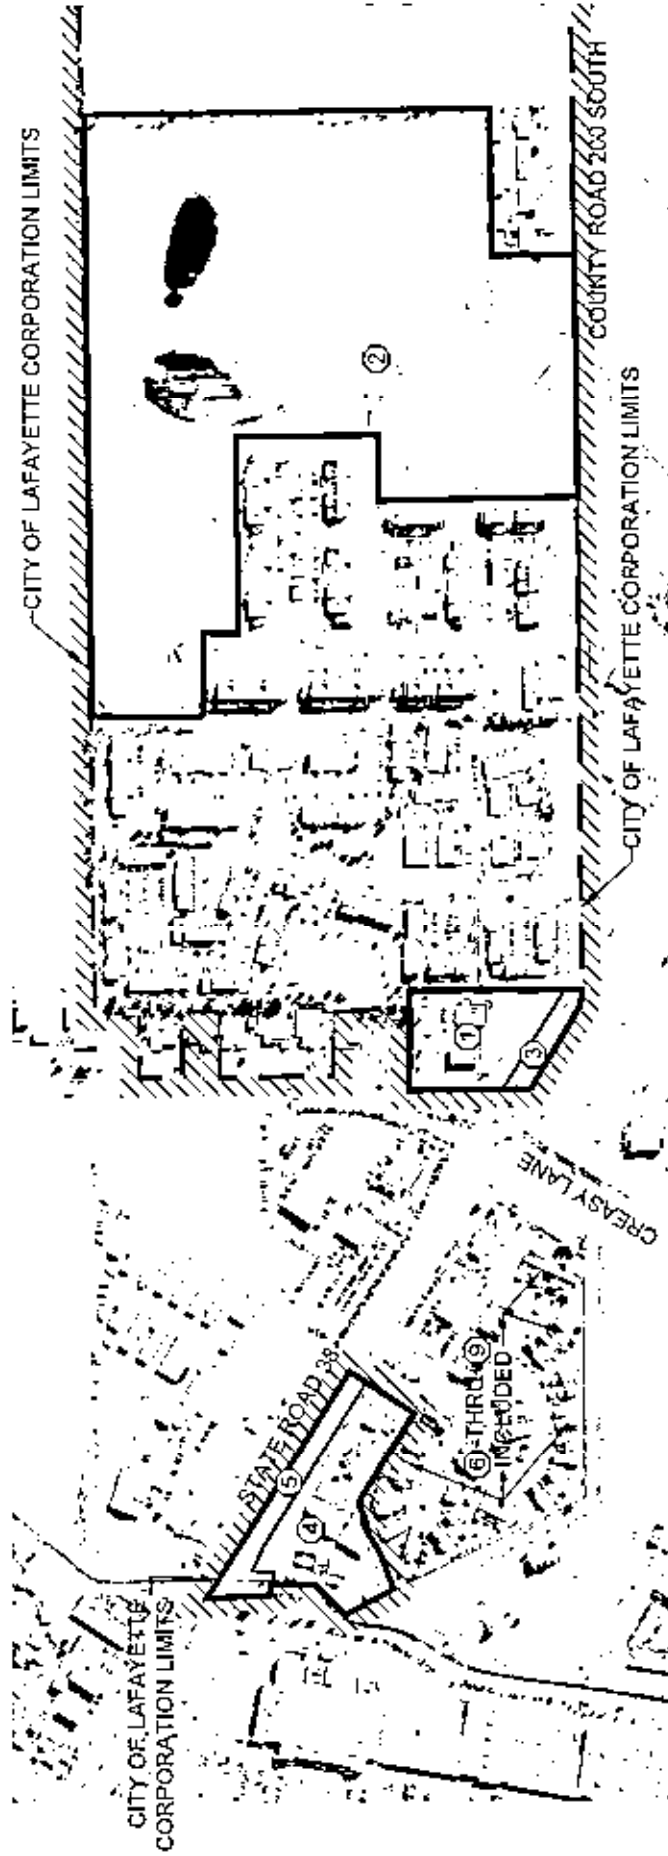 CITY OF LAFAYETTE CORPORATION LIMITS
COUNTY ROAD 200 SOUTH
2
CITY OF LAFAYETTE CORPORATION LIMITS
1
3
CREASY LANE
STATE ROAD 38
5
4
6 THRU 9
INCLUDED
CITY OF LAFAYETTE
CORPORATION LIMITS